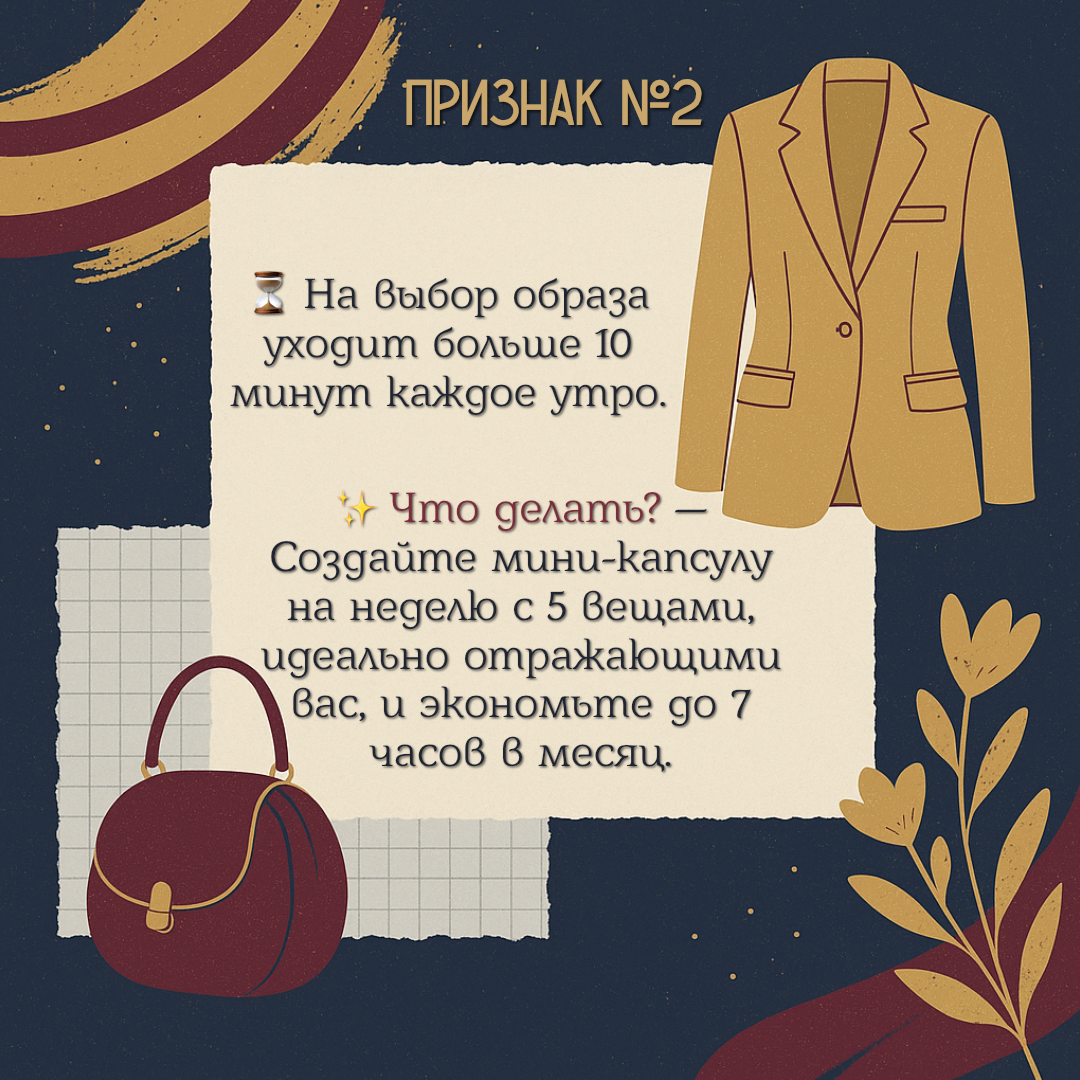 ПРИЗНАК №2
⏳ На выбор образа
уходит больше 10
минут каждое утро.
✨ Что делать? —
Создайте мини-капсулу
на неделю с 5 вещами,
идеально отражающими
вас, и экономьте до 7
часов в месяц.